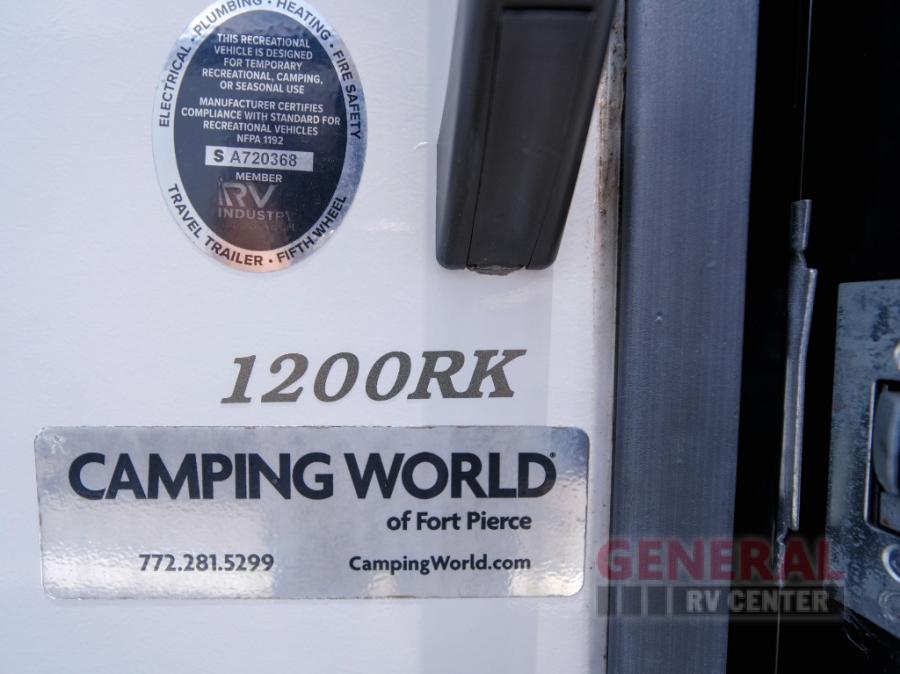 ELECTRICAL • PLUMBING • HEATING • FIRE SAFETY
THIS RECREATIONAL
VEHICLE IS DESIGNED
FOR TEMPORARY
RECREATIONAL, CAMPING,
OR SEASONAL USE
MANUFACTURER CERTIFIES
COMPLIANCE WITH STANDARD FOR
RECREATIONAL VEHICLES
NFPA 1192
S A720368
MEMBER
RV
INDUSTRY
TRAVEL TRAILER • FIFTH WHEEL
1200RK
CAMPING WORLD
of Fort Pierce
772.281.5299 CampingWorld.com
GENERAL
RV CENTER